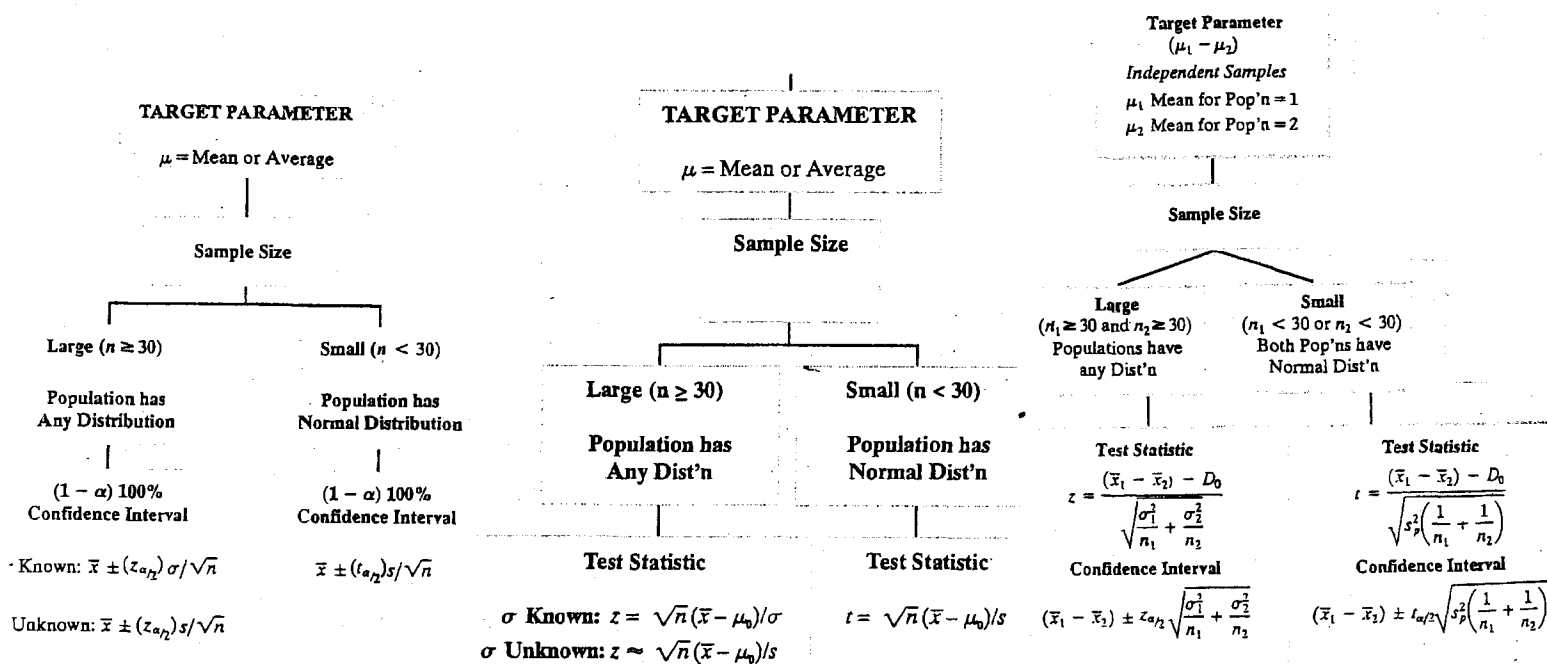 TARGET PARAMETER
μ = Mean or Average
Sample Size
Large (n ≥ 30)
Population has
Any Distribution
(1 − α) 100%
Confidence Interval
Known: x̄ ± (z_{α/2}) σ/√n
Unknown: x̄ ± (z_{α/2}) s/√n
Small (n < 30)
Population has
Normal Distribution
(1 − α) 100%
Confidence Interval
x̄ ± (t_{α/2}) s/√n
TARGET PARAMETER
μ = Mean or Average
Sample Size
Large (n ≥ 30)
Population has
Any Dist'n
Test Statistic
σ Known: z = √n (x̄ − μ₀)/σ
σ Unknown: z ≈ √n (x̄ − μ₀)/s
Small (n < 30)
Population has
Normal Dist'n
Test Statistic
t = √n (x̄ − μ₀)/s
Target Parameter
(μ₁ − μ₂)
Independent Samples
μ₁ Mean for Pop'n = 1
μ₂ Mean for Pop'n = 2
Sample Size
Large
(n₁ ≥ 30 and n₂ ≥ 30)
Populations have
any Dist'n
Test Statistic
z = ((x̄₁ − x̄₂) − D₀) / √(σ₁²/n₁ + σ₂²/n₂)
Confidence Interval
(x̄₁ − x̄₂) ± z_{α/2} √(σ₁²/n₁ + σ₂²/n₂)
Small
(n₁ < 30 or n₂ < 30)
Both Pop'ns have
Normal Dist'n
Test Statistic
t = ((x̄₁ − x̄₂) − D₀) / √(s_p²(1/n₁ + 1/n₂))
Confidence Interval
(x̄₁ − x̄₂) ± t_{α/2} √(s_p²(1/n₁ + 1/n₂))